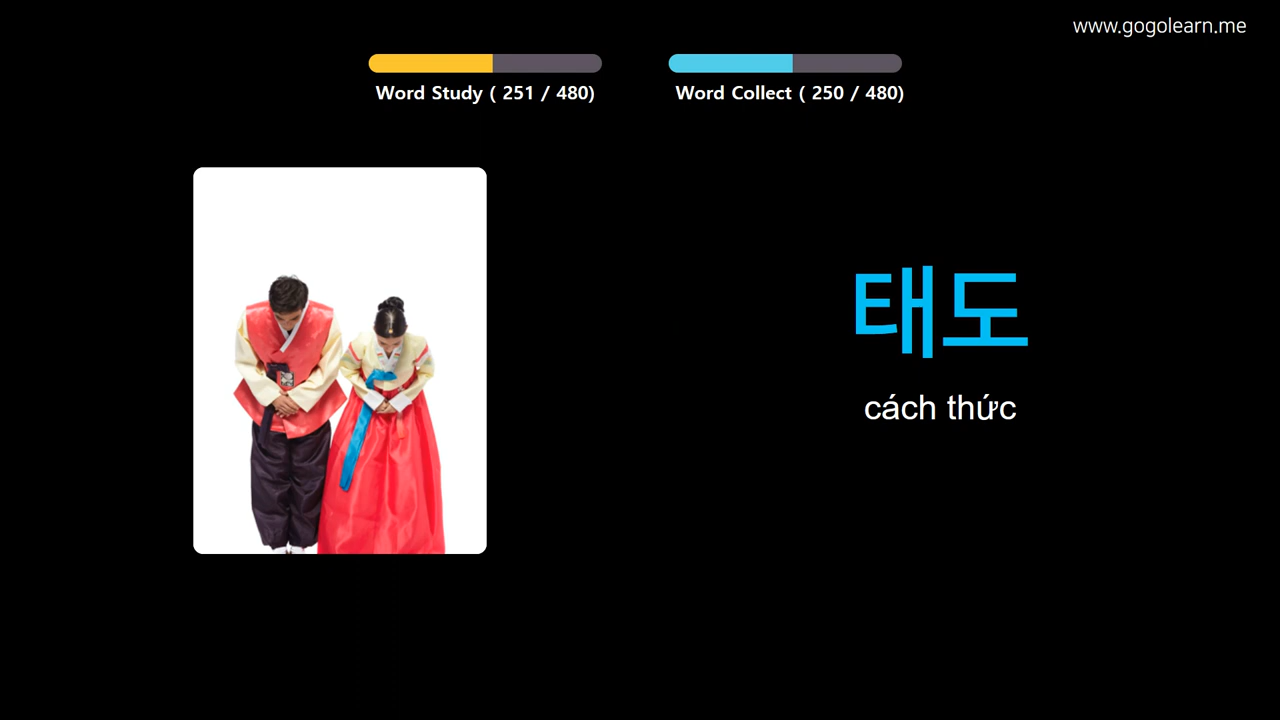 www.gogolearn.me
Word Study ( 251 / 480)
Word Collect ( 250 / 480)
태도
cách thức